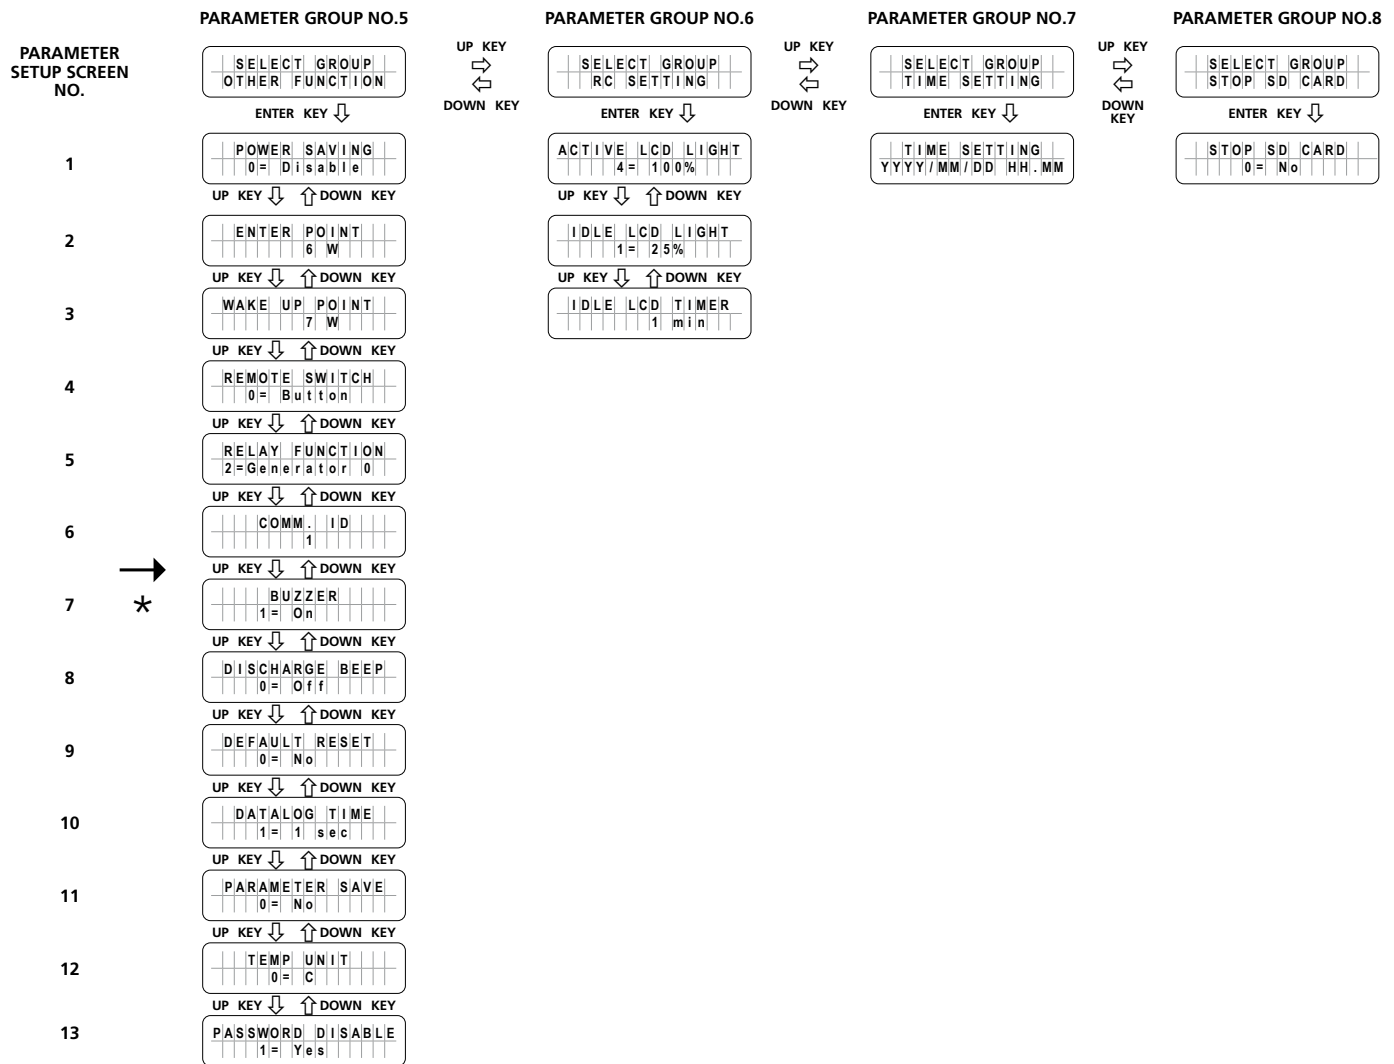 PARAMETER GROUP NO.5 PARAMETER GROUP NO.6 PARAMETER GROUP NO.7 PARAMETER GROUP NO.8
PARAMETER
SETUP SCREEN
NO.
SELECT GROUP
OTHER FUNCTION
UP KEY
DOWN KEY
SELECT GROUP
RC SETTING
UP KEY
DOWN KEY
SELECT GROUP
TIME SETTING
UP KEY
DOWN
KEY
SELECT GROUP
STOP SD CARD
ENTER KEY ENTER KEY ENTER KEY ENTER KEY
1
POWER SAVING
0= Disable
ACTIVE LCD LIGHT
4= 100%
TIME SETTING
YYYY/MM/DD HH.MM
STOP SD CARD
0= No
UP KEY DOWN KEY UP KEY DOWN KEY
2
ENTER POINT
6 W
IDLE LCD LIGHT
1= 25%
UP KEY DOWN KEY UP KEY DOWN KEY
3
WAKE UP POINT
7 W
IDLE LCD TIMER
1 min
UP KEY DOWN KEY
4
REMOTE SWITCH
0= Button
UP KEY DOWN KEY
5
RELAY FUNCTION
2=Generator 0
UP KEY DOWN KEY
6
COMM. ID
1
UP KEY DOWN KEY
7 *
BUZZER
1= On
UP KEY DOWN KEY
8
DISCHARGE BEEP
0= Off
UP KEY DOWN KEY
9
DEFAULT RESET
0= No
UP KEY DOWN KEY
10
DATALOG TIME
1= 1 sec
UP KEY DOWN KEY
11
PARAMETER SAVE
0= No
UP KEY DOWN KEY
12
TEMP UNIT
0= C
UP KEY DOWN KEY
13
PASSWORD DISABLE
1= Yes